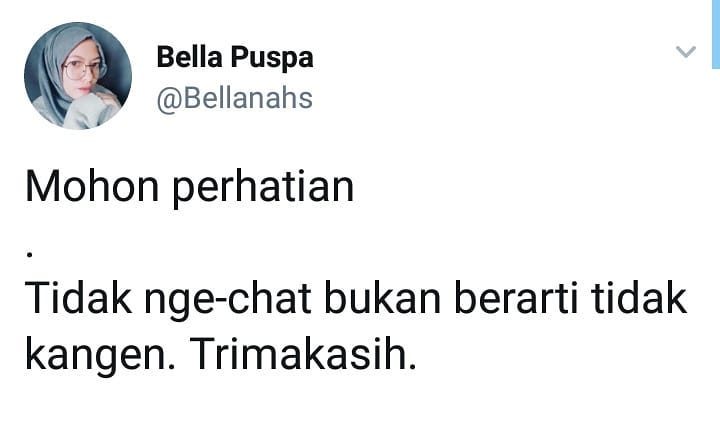 Bella Puspa
@Bellanahs
Mohon perhatian
.
Tidak nge-chat bukan berarti tidak
kangen. Trimakasih.